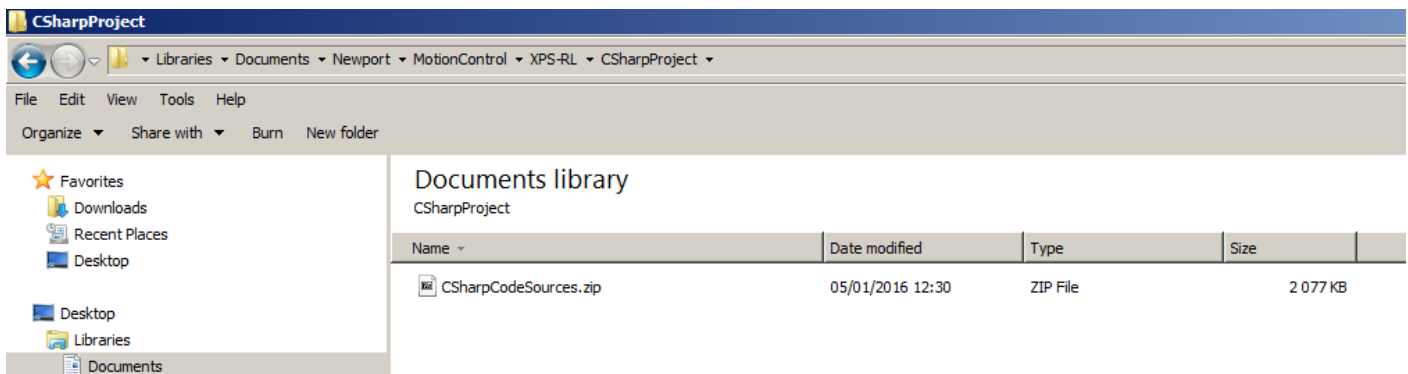 CSharpProject
Libraries Documents Newport MotionControl XPS-RL CSharpProject
File Edit View Tools Help
Organize Share with Burn New folder
Favorites
Downloads
Recent Places
Desktop
Desktop
Libraries
Documents
Documents library
CSharpProject
Name Date modified Type Size
CSharpCodeSources.zip 05/01/2016 12:30 ZIP File 2 077 KB